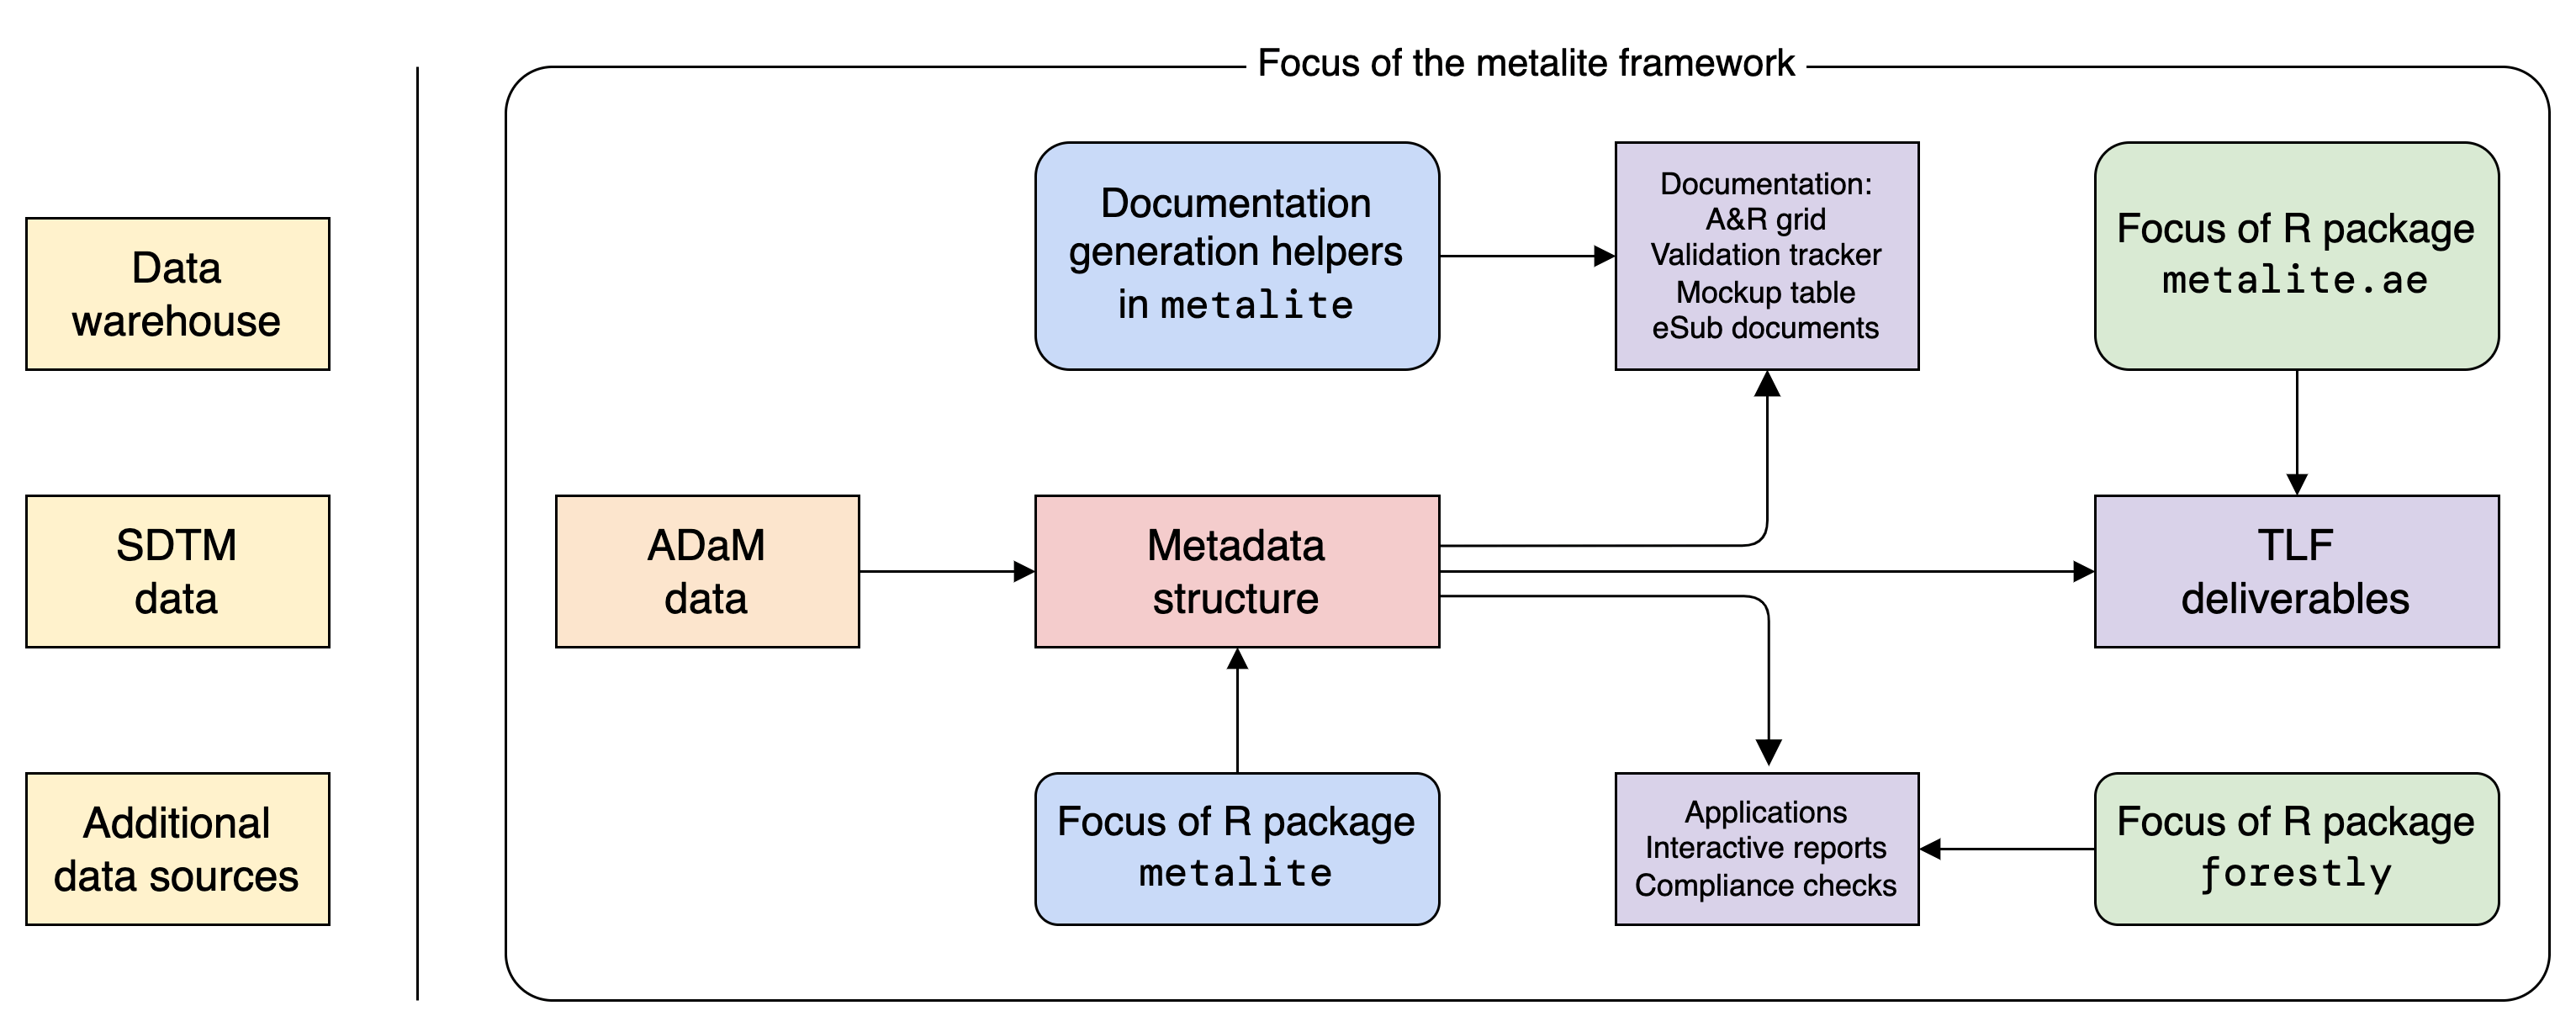 Focus of the metalite framework
Data
warehouse
SDTM
data
Additional
data sources
Documentation
generation helpers
in metalite
Documentation:
A&R grid
Validation tracker
Mockup table
eSub documents
Focus of R package
metalite.ae
ADaM
data
Metadata
structure
TLF
deliverables
Focus of R package
metalite
Applications
Interactive reports
Compliance checks
Focus of R package
forestly